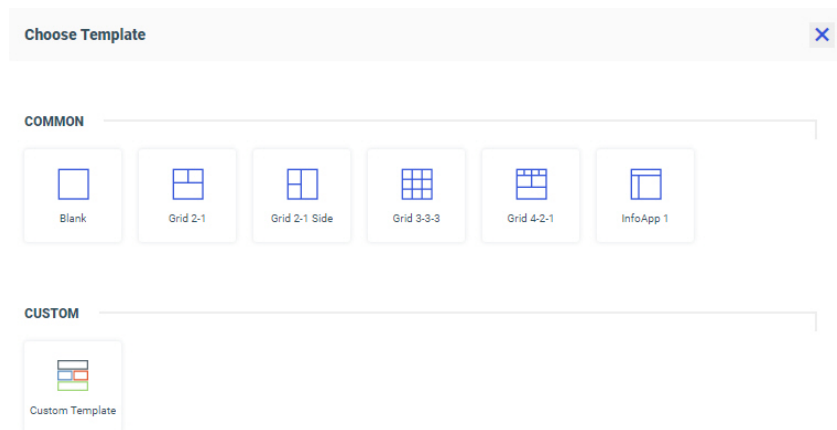 Choose Template
COMMON
Blank
Grid 2-1
Grid 2-1 Side
Grid 3-3-3
Grid 4-2-1
InfoApp 1
CUSTOM
Custom Template